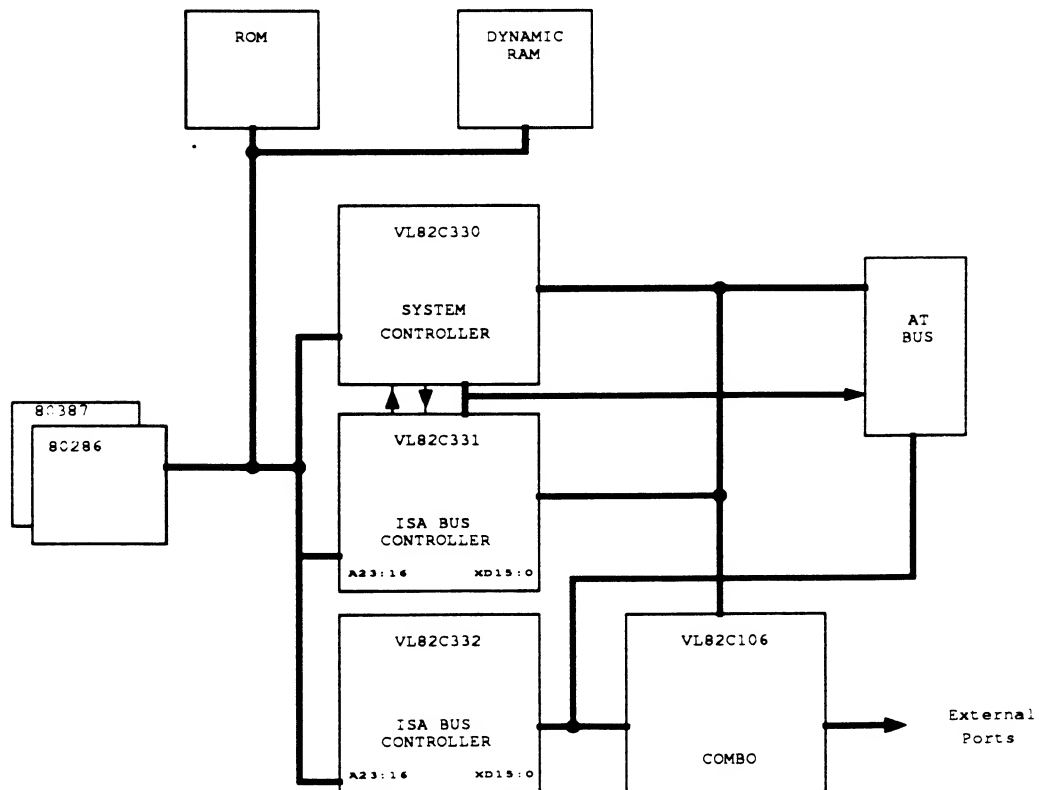 ROM
DYNAMIC
RAM
VL82C330
SYSTEM
CONTROLLER
AT
BUS
80387
80286
VL82C331
ISA BUS
CONTROLLER
A23:16 XD15:0
VL82C332
ISA BUS
CONTROLLER
A23:16 XD15:0
VL82C106
COMBO
External
Ports